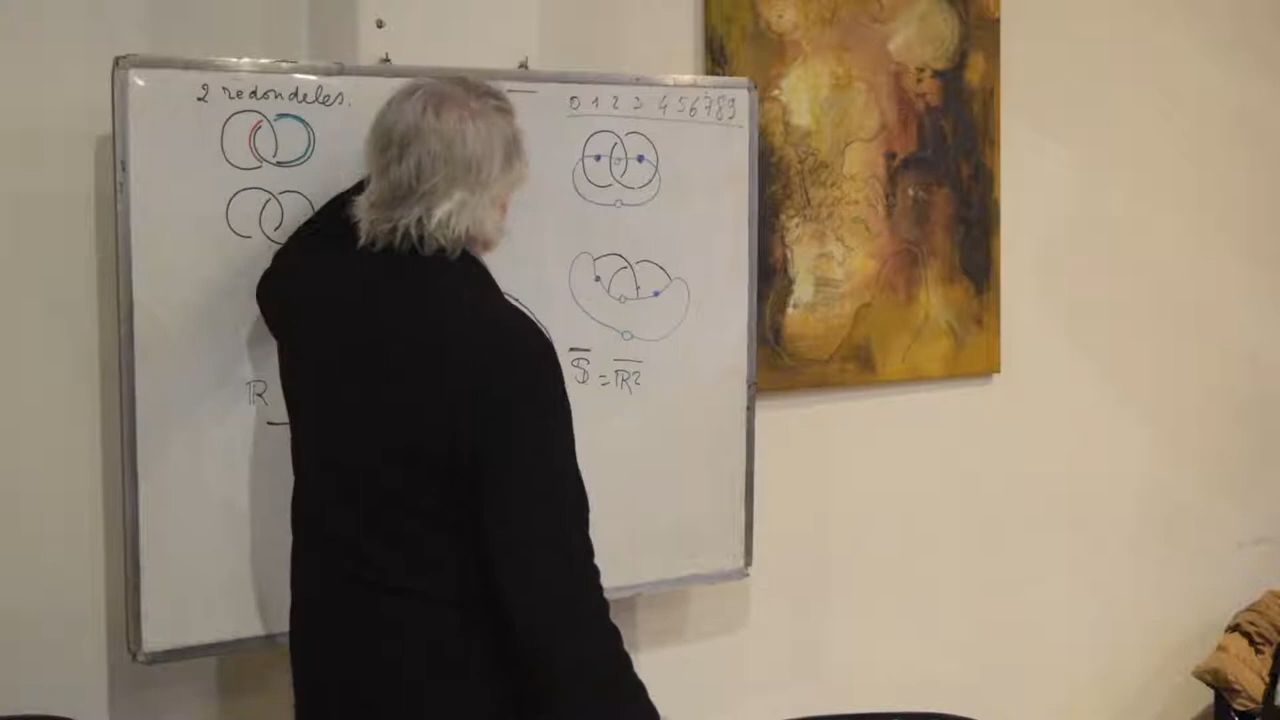 2 redondeles.
0 1 2 3 4 5 6 7 8 9
ℝ
𝕊 = ℝ²